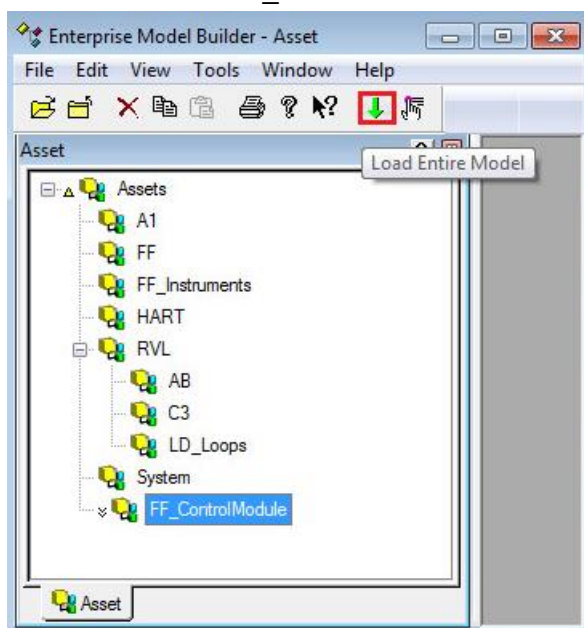 Enterprise Model Builder - Asset
File Edit View Tools Window Help
Asset
Load Entire Model
Assets
A1
FF
FF_Instruments
HART
RVL
AB
C3
LD_Loops
System
FF_ControlModule
Asset